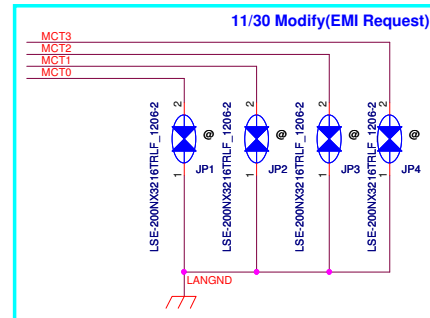 11/30 Modify(EMI Request)
MCT3
MCT2
MCT1
MCT0
2
@
1
JP1
LSE-200NX3216TRLF_1206-2
2
@
1
JP2
LSE-200NX3216TRLF_1206-2
2
@
1
JP3
LSE-200NX3216TRLF_1206-2
2
@
1
JP4
LSE-200NX3216TRLF_1206-2
LANGND